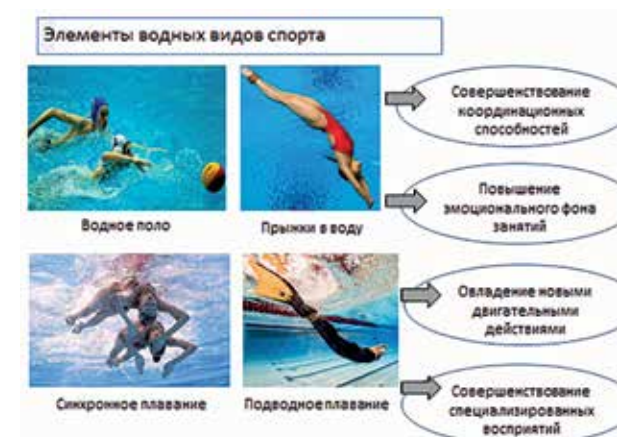 Элементы водных видов спорта
Совершенствование
координационных
способностей
Водное поло
Прыжки в воду
Повышение
эмоционального фона
занятий
Овладение новыми
двигательными
действиями
Синхронное плавание
Подводное плавание
Совершенствование
специализированных
восприятий